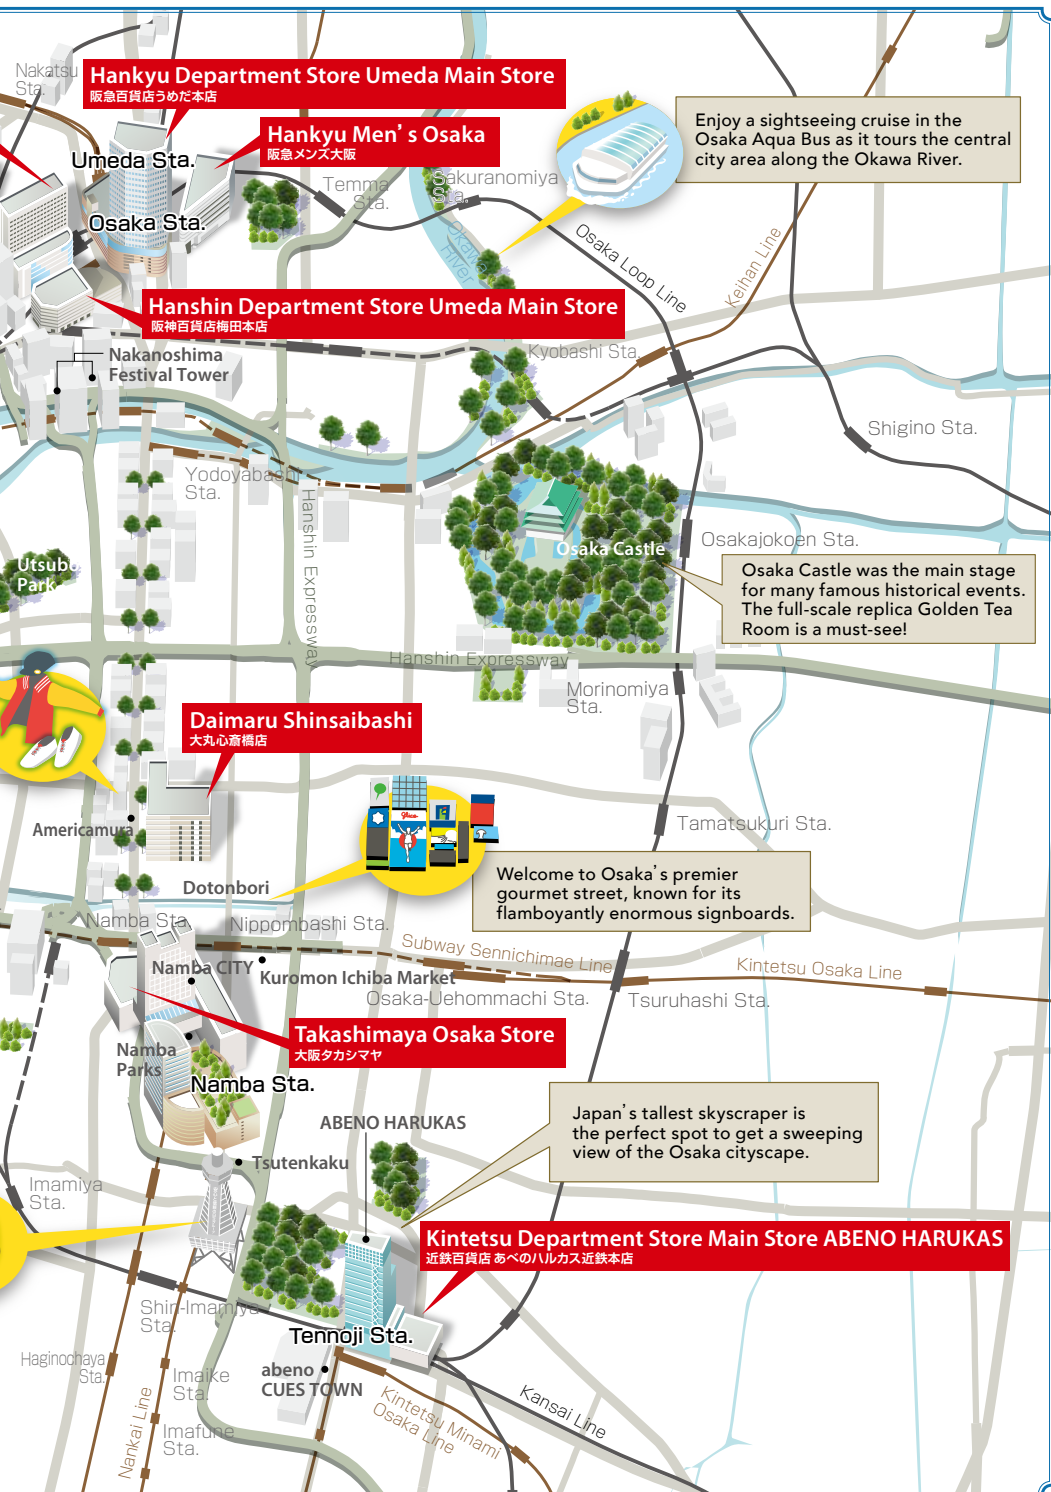 Nakatsu
Sta.
Hankyu Department Store Umeda Main Store
阪急百貨店うめだ本店
Hankyu Men's Osaka
阪急メンズ大阪
Enjoy a sightseeing cruise in the
Osaka Aqua Bus as it tours the central
city area along the Okawa River.
Umeda Sta.
Osaka Sta.
Temma
Sta.
Sakuranomiya
Sta.
Okawa
River
Osaka Loop Line
Keihan Line
Hanshin Department Store Umeda Main Store
阪神百貨店梅田本店
Nakanoshima
Festival Tower
Kyobashi Sta.
Shigino Sta.
Yodoyabashi
Sta.
Hanshin Expressway
Osaka Castle
Osakajokoen Sta.
Utsubo
Park
Osaka Castle was the main stage
for many famous historical events.
The full-scale replica Golden Tea
Room is a must-see!
Hanshin Expressway
Morinomiya
Sta.
Daimaru Shinsaibashi
大丸心斎橋店
Glico
Americamura
Tamatsukuri Sta.
Welcome to Osaka's premier
gourmet street, known for its
flamboyantly enormous signboards.
Dotonbori
Namba Sta.
Nippombashi Sta.
Subway Sennichimae Line
Kintetsu Osaka Line
Namba CITY
Kuromon Ichiba Market
Osaka-Uehommachi Sta.
Tsuruhashi Sta.
Takashimaya Osaka Store
大阪タカシマヤ
Namba
Parks
Namba Sta.
Japan's tallest skyscraper is
the perfect spot to get a sweeping
view of the Osaka cityscape.
ABENO HARUKAS
Tsutenkaku
Imamiya
Sta.
Kintetsu Department Store Main Store ABENO HARUKAS
近鉄百貨店 あべのハルカス近鉄本店
Shin-Imamiya
Sta.
Tennoji Sta.
Haginochaya
Sta.
Imaike
Sta.
abeno
CUES TOWN
Kintetsu Minami
Osaka Line
Kansai Line
Nankai Line
Imafune
Sta.